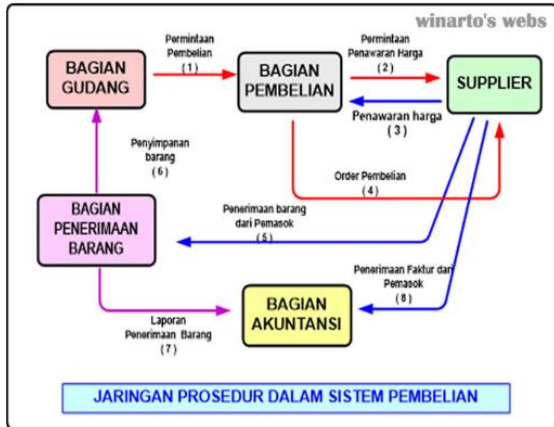 winarto's webs
Permintaan
Pembelian
( 1 )
Permintaan
Penawaran Harga
( 2 )
BAGIAN
GUDANG
BAGIAN
PEMBELIAN
SUPPLIER
Penawaran harga
( 3 )
Penyimpanan
barang
( 6 )
Order Pembelian
( 4 )
BAGIAN
PENERIMAAN
BARANG
Penerimaan barang
dari Pemasok
( 5 )
Penerimaan Faktur dari
Pemasok
( 8 )
BAGIAN
AKUNTANSI
Laporan
Penerimaan Barang
( 7 )
JARINGAN PROSEDUR DALAM SISTEM PEMBELIAN